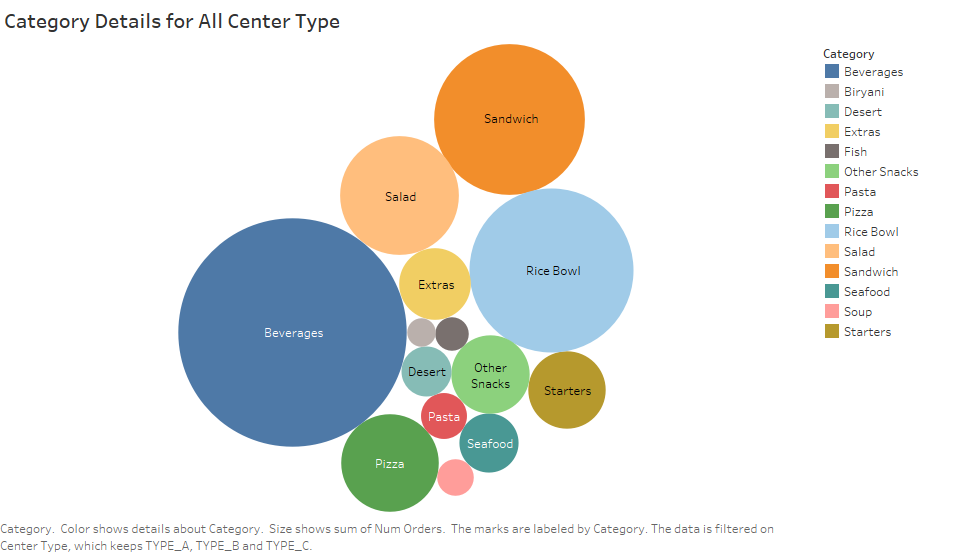 Category Details for All Center Type
Category
Beverages
Biryani
Desert
Extras
Fish
Other Snacks
Pasta
Pizza
Rice Bowl
Salad
Sandwich
Seafood
Soup
Starters
Sandwich
Salad
Rice Bowl
Extras
Beverages
Desert
Other
Snacks
Starters
Pasta
Seafood
Pizza
Category.  Color shows details about Category.  Size shows sum of Num Orders.  The marks are labeled by Category. The data is filtered on
Center Type, which keeps TYPE_A, TYPE_B and TYPE_C.